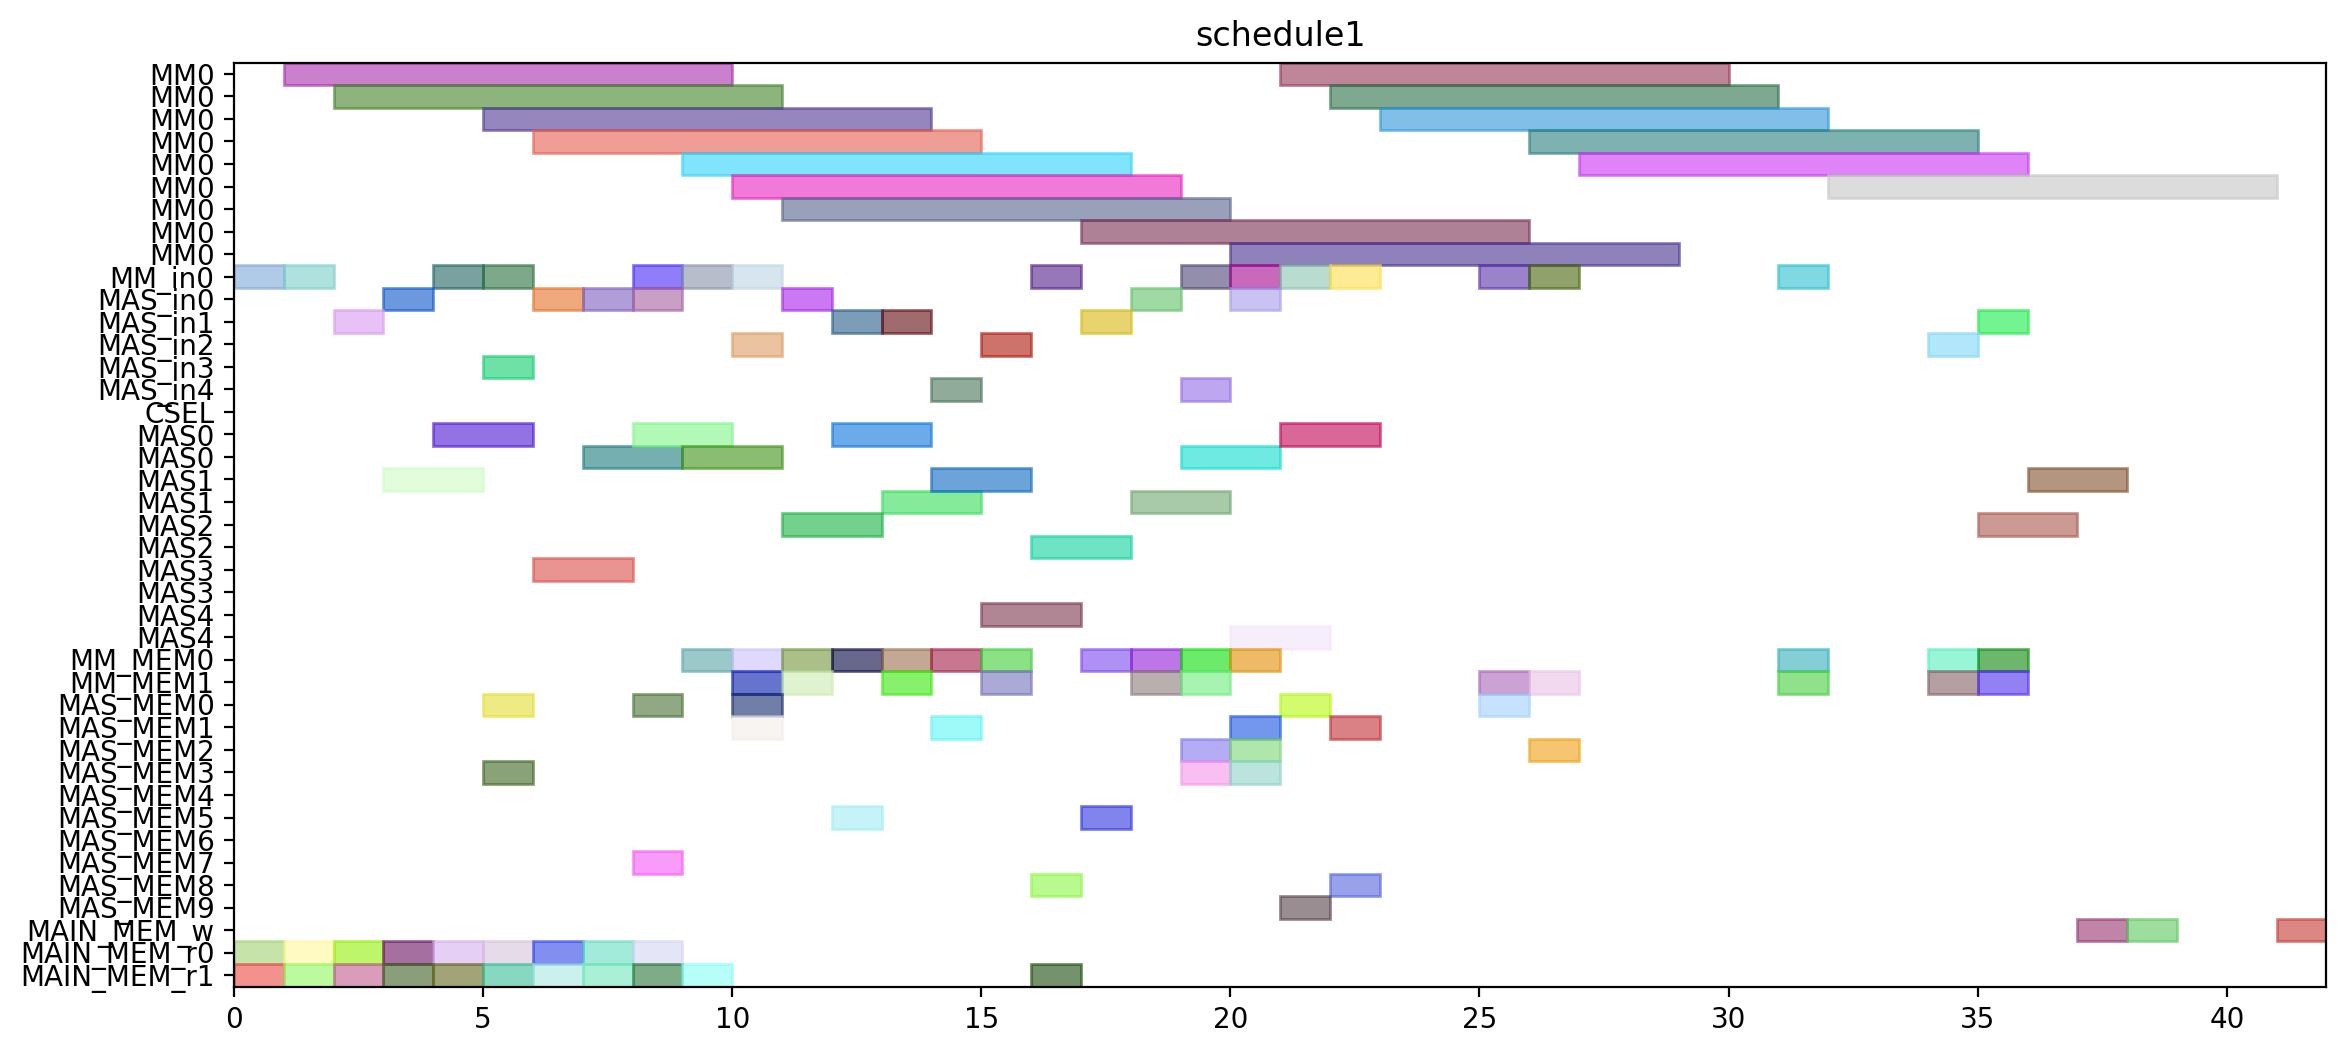 schedule1
MM0
MM0
MM0
MM0
MM0
MM0
MM0
MM0
MM0
MM_in0
MAS_in0
MAS_in1
MAS_in2
MAS_in3
MAS_in4
CSEL
MAS0
MAS0
MAS1
MAS1
MAS2
MAS2
MAS3
MAS3
MAS4
MAS4
MM_MEM0
MM_MEM1
MAS_MEM0
MAS_MEM1
MAS_MEM2
MAS_MEM3
MAS_MEM4
MAS_MEM5
MAS_MEM6
MAS_MEM7
MAS_MEM8
MAS_MEM9
MAIN_MEM_w
MAIN_MEM_r0
MAIN_MEM_r1
0 5 10 15 20 25 30 35 40